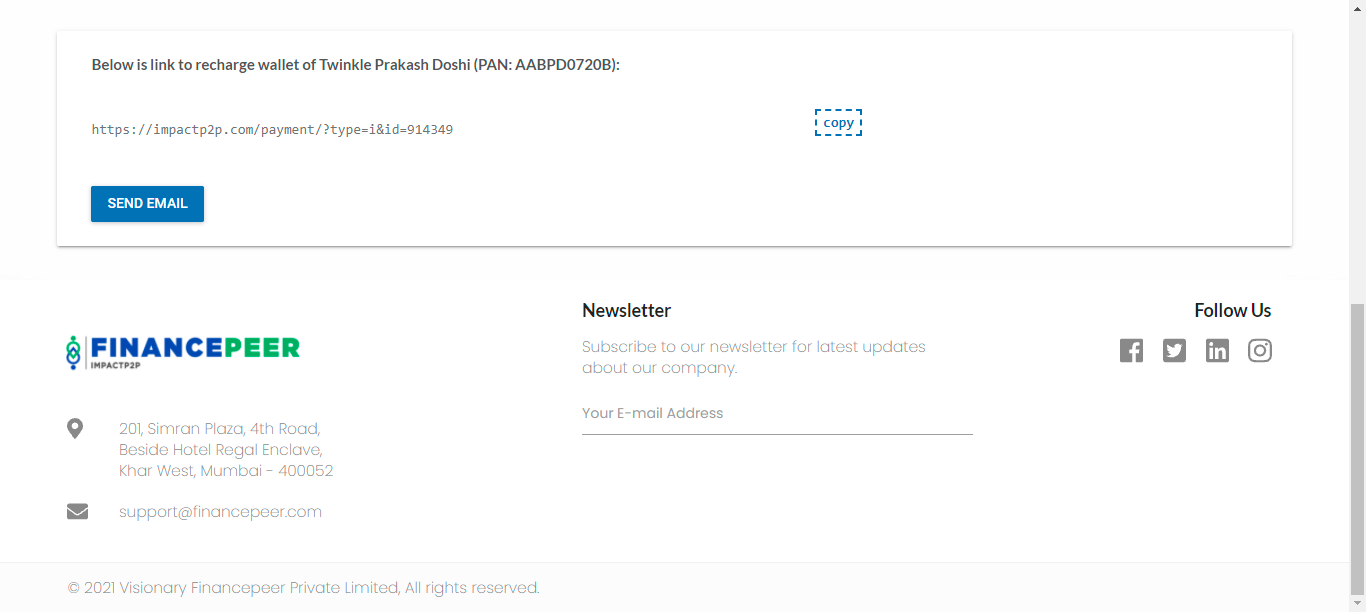 Below is link to recharge wallet of Twinkle Prakash Doshi (PAN: AABPD0720B):
https://impactp2p.com/payment/?type=i&id=914349
copy
SEND EMAIL
FINANCEPEER
IMPACTP2P
201, Simran Plaza, 4th Road,
Beside Hotel Regal Enclave,
Khar West, Mumbai - 400052
support@financepeer.com
Newsletter
Subscribe to our newsletter for latest updates
about our company.
Your E-mail Address
Follow Us
© 2021 Visionary Financepeer Private Limited, All rights reserved.